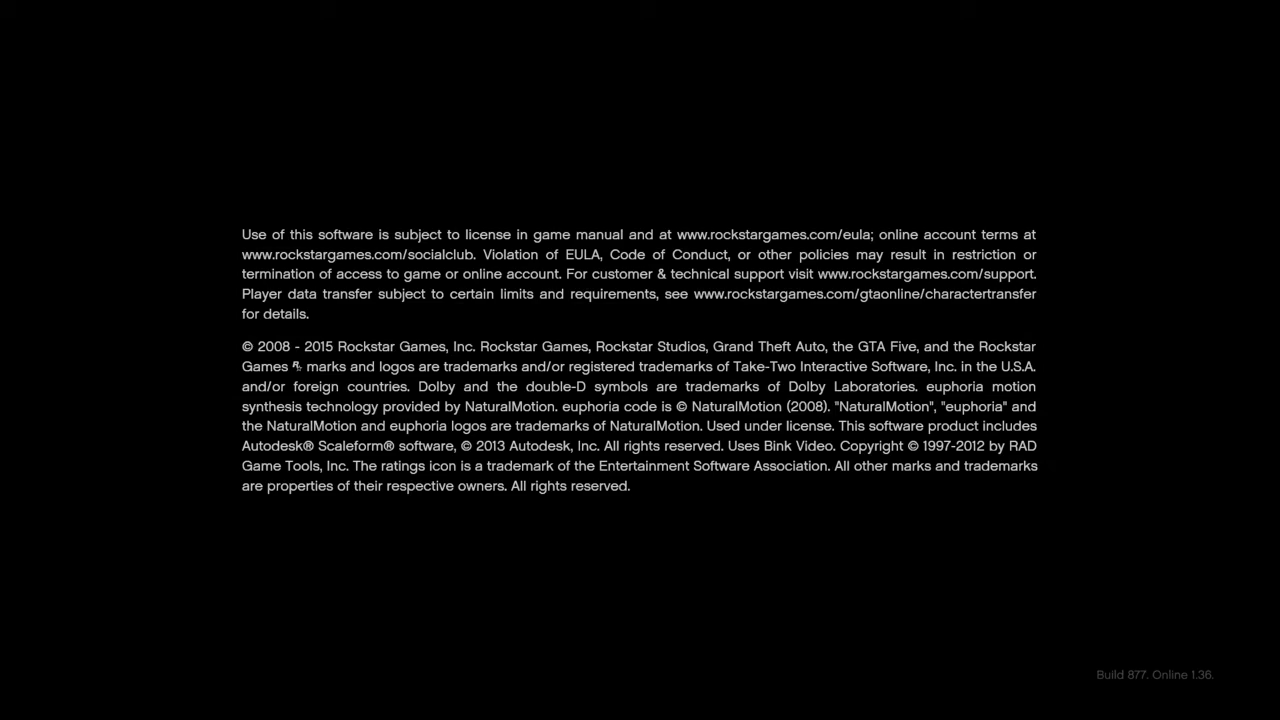 Use of this software is subject to license in game manual and at www.rockstargames.com/eula; online account terms at
www.rockstargames.com/socialclub. Violation of EULA, Code of Conduct, or other policies may result in restriction or
termination of access to game or online account. For customer & technical support visit www.rockstargames.com/support.
Player data transfer subject to certain limits and requirements, see www.rockstargames.com/gtaonline/charactertransfer
for details.
© 2008 - 2015 Rockstar Games, Inc. Rockstar Games, Rockstar Studios, Grand Theft Auto, the GTA Five, and the Rockstar
Games R* marks and logos are trademarks and/or registered trademarks of Take-Two Interactive Software, Inc. in the U.S.A.
and/or foreign countries. Dolby and the double-D symbols are trademarks of Dolby Laboratories. euphoria motion
synthesis technology provided by NaturalMotion. euphoria code is © NaturalMotion (2008). "NaturalMotion", "euphoria" and
the NaturalMotion and euphoria logos are trademarks of NaturalMotion. Used under license. This software product includes
Autodesk® Scaleform® software, © 2013 Autodesk, Inc. All rights reserved. Uses Bink Video. Copyright © 1997-2012 by RAD
Game Tools, Inc. The ratings icon is a trademark of the Entertainment Software Association. All other marks and trademarks
are properties of their respective owners. All rights reserved.
Build 877. Online 1.36.